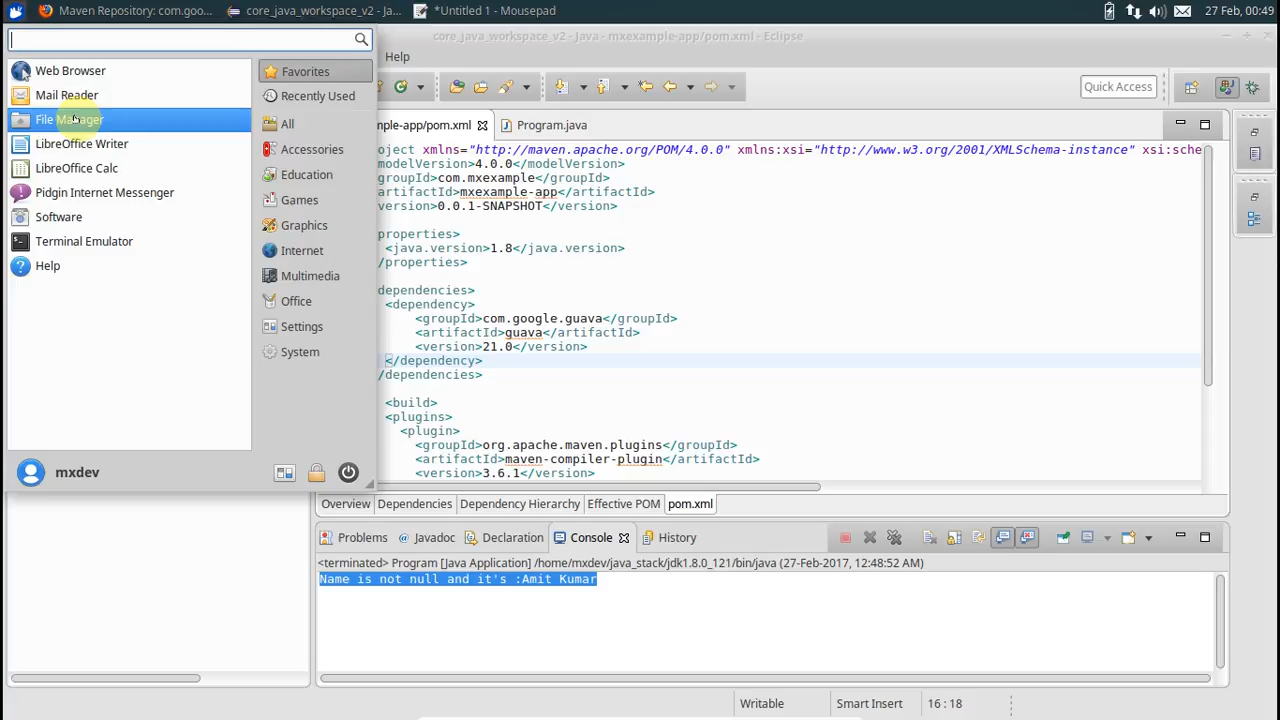 Maven Repository: com.goo...
core_java_workspace_v2 - Ja...
*Untitled 1 - Mousepad
27 Feb, 00:49
core_java_workspace_v2 - Java - mxexample-app/pom.xml - Eclipse
Help
Quick Access
Web Browser
Mail Reader
File Manager
LibreOffice Writer
LibreOffice Calc
Pidgin Internet Messenger
Software
Terminal Emulator
Help
Favorites
Recently Used
All
Accessories
Education
Games
Graphics
Internet
Multimedia
Office
Settings
System
mxdev
mple-app/pom.xml
Program.java
oject xmlns="http://maven.apache.org/POM/4.0.0" xmlns:xsi="http://www.w3.org/2001/XMLSchema-instance" xsi:sche
modelVersion>4.0.0</modelVersion>
groupId>com.mxexample</groupId>
artifactId>mxexample-app</artifactId>
version>0.0.1-SNAPSHOT</version>
properties>
<java.version>1.8</java.version>
/properties>
dependencies>
<dependency>
<groupId>com.google.guava</groupId>
<artifactId>guava</artifactId>
<version>21.0</version>
</dependency>
/dependencies>
<build>
<plugins>
<plugin>
<groupId>org.apache.maven.plugins</groupId>
<artifactId>maven-compiler-plugin</artifactId>
<version>3.6.1</version>
Overview
Dependencies
Dependency Hierarchy
Effective POM
pom.xml
Problems
Javadoc
Declaration
Console
History
<terminated> Program [Java Application] /home/mxdev/java_stack/jdk1.8.0_121/bin/java (27-Feb-2017, 12:48:52 AM)
Name is not null and it's :Amit Kumar
Writable
Smart Insert
16 : 18